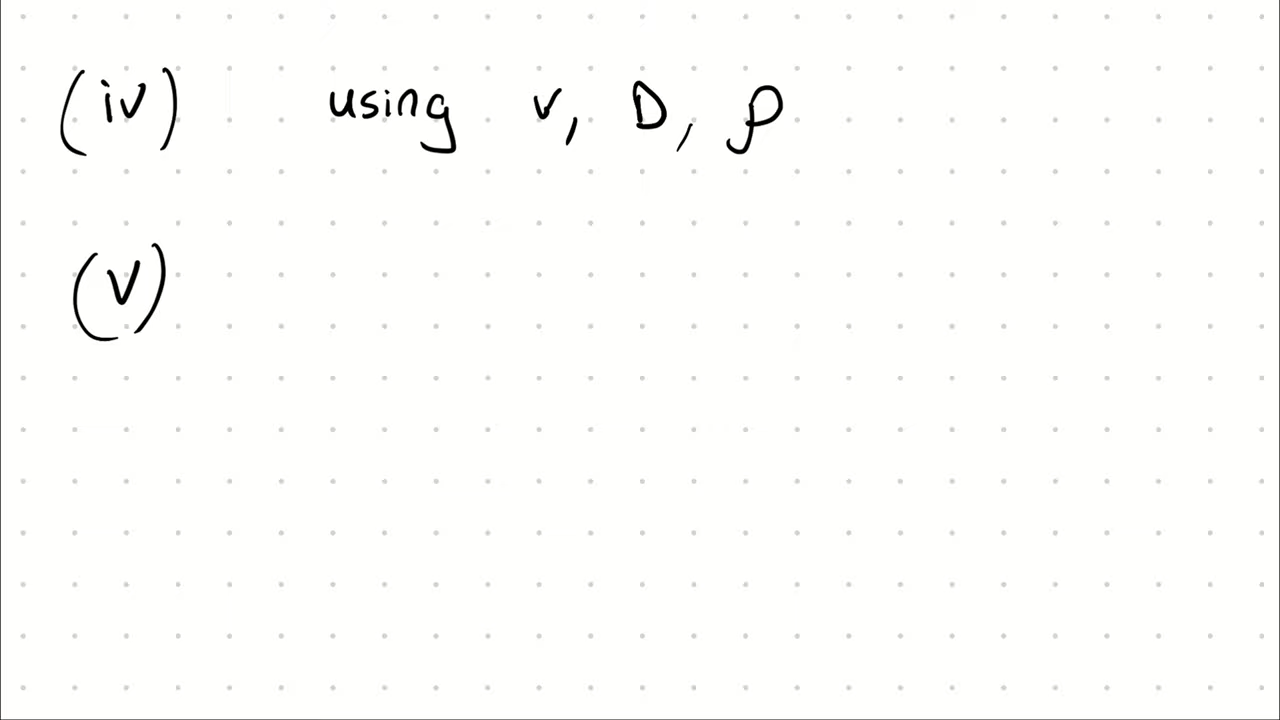 (iv) using v, D, ρ
(v)